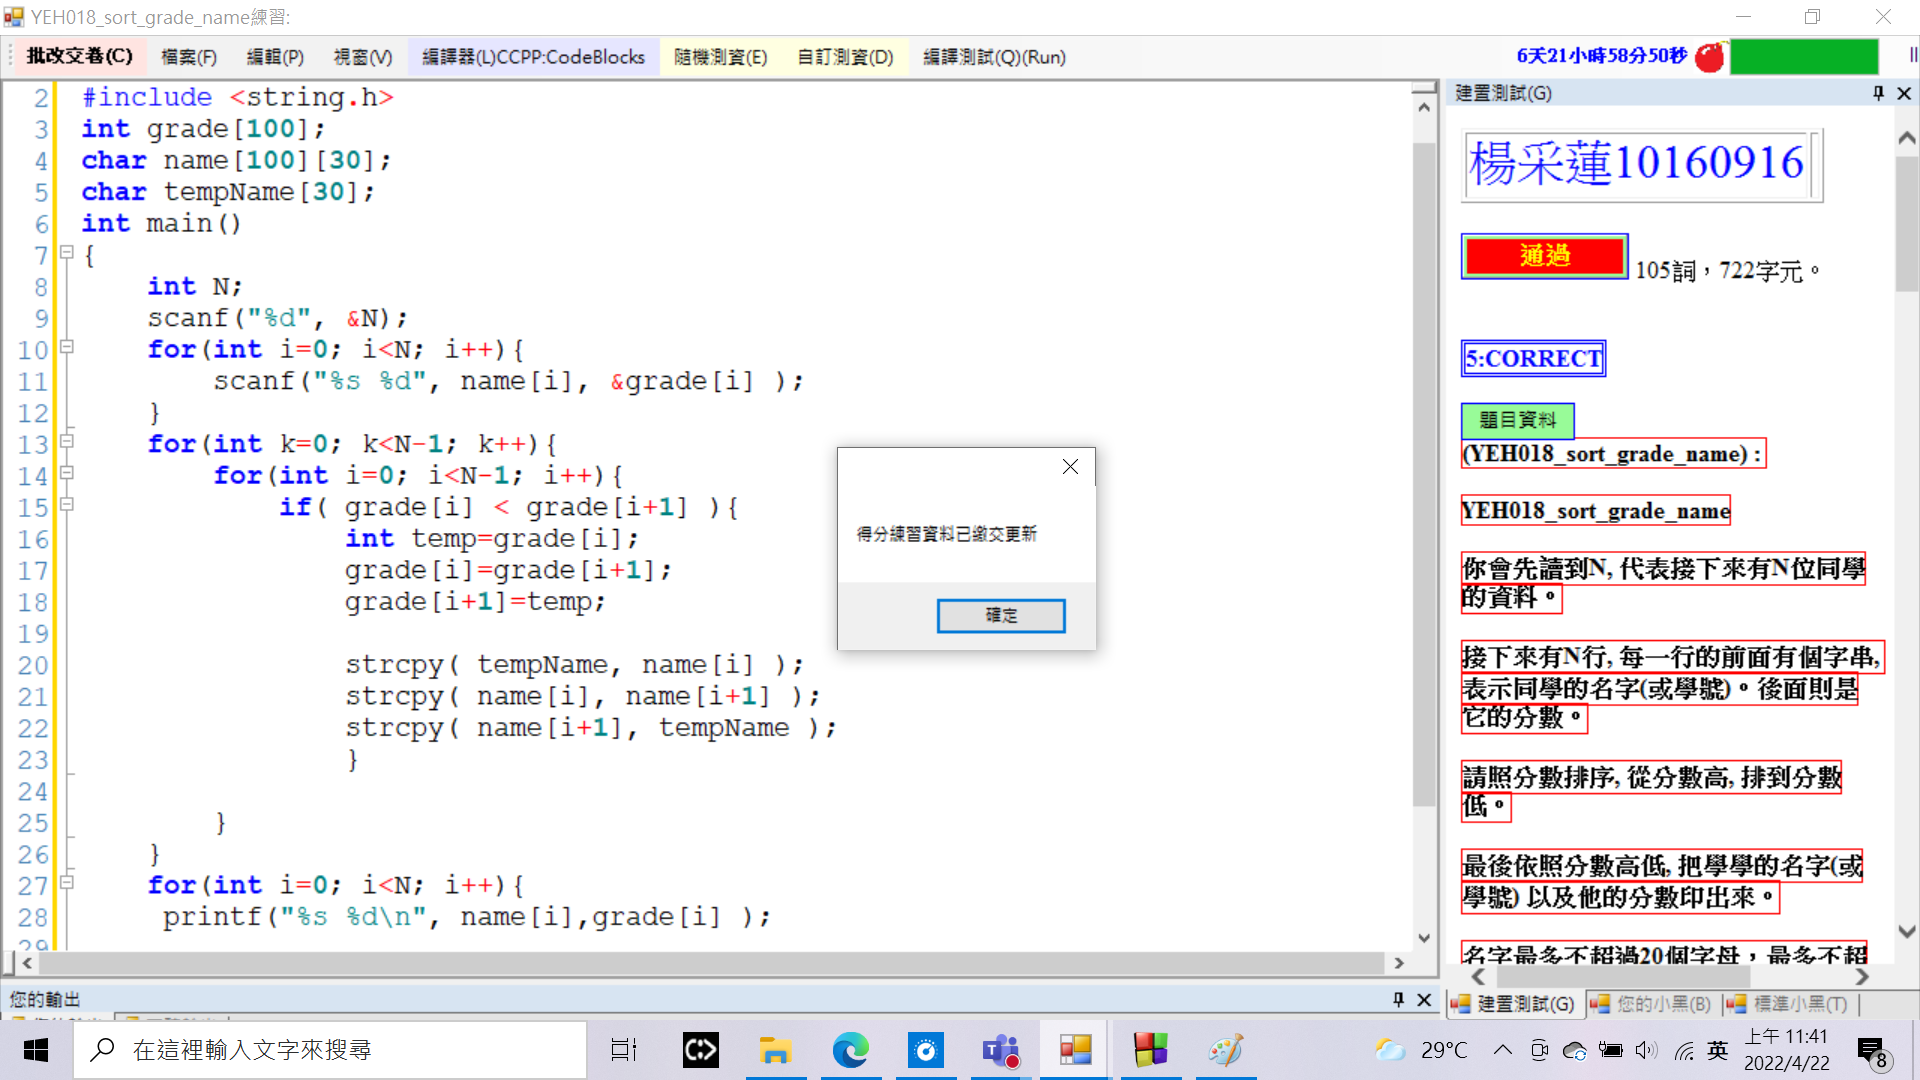 YEH018_sort_grade_name練習:
批改交卷(C) 檔案(F) 編輯(P) 視窗(V) 編譯器(L)CCPP:CodeBlocks 隨機測資(E) 自訂測資(D) 編譯測試(Q)(Run) 6天21小時58分50秒
2 #include <string.h>
3 int grade[100];
4 char name[100][30];
5 char tempName[30];
6 int main()
7 {
8 int N;
9 scanf("%d", &N);
10 for(int i=0; i<N; i++){
11 scanf("%s %d", name[i], &grade[i] );
12 }
13 for(int k=0; k<N-1; k++){
14 for(int i=0; i<N-1; i++){
15 if( grade[i] < grade[i+1] ){
16 int temp=grade[i];
17 grade[i]=grade[i+1];
18 grade[i+1]=temp;
19
20 strcpy( tempName, name[i] );
21 strcpy( name[i], name[i+1] );
22 strcpy( name[i+1], tempName );
23 }
24
25 }
26 }
27 for(int i=0; i<N; i++){
28 printf("%s %d\n", name[i],grade[i] );
29
得分練習資料已繳交更新
確定
建置測試(G)
楊采蓮10160916
通過 105詞，722字元。
5:CORRECT
題目資料
(YEH018_sort_grade_name) :
YEH018_sort_grade_name
你會先讀到N, 代表接下來有N位同學
的資料。
接下來有N行, 每一行的前面有個字串,
表示同學的名字(或學號)。後面則是
它的分數。
請照分數排序, 從分數高, 排到分數
低。
最後依照分數高低, 把學學的名字(或
學號) 以及他的分數印出來。
名字最多不超過20個字母，最多不超
您的輸出
建置測試(G) 您的小黑(B) 標準小黑(T)
在這裡輸入文字來搜尋
29°C 英 上午 11:41
2022/4/22
8